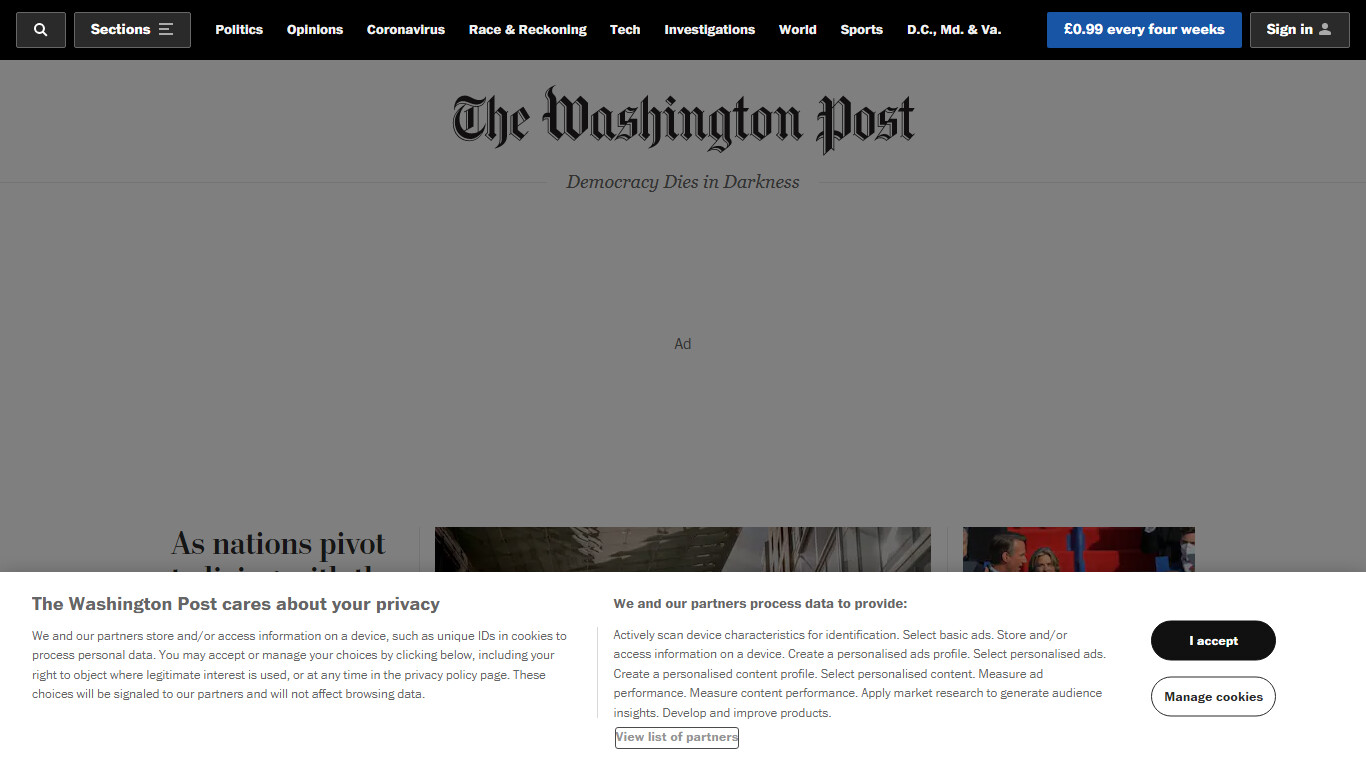 Sections
Politics
Opinions
Coronavirus
Race & Reckoning
Tech
Investigations
World
Sports
D.C., Md. & Va.
£0.99 every four weeks
Sign in
The Washington Post
Democracy Dies in Darkness
Ad
As nations pivot
to living with the
The Washington Post cares about your privacy
We and our partners store and/or access information on a device, such as unique IDs in cookies to
process personal data. You may accept or manage your choices by clicking below, including your
right to object where legitimate interest is used, or at any time in the privacy policy page. These
choices will be signaled to our partners and will not affect browsing data.
We and our partners process data to provide:
Actively scan device characteristics for identification. Select basic ads. Store and/or
access information on a device. Create a personalised ads profile. Select personalised ads.
Create a personalised content profile. Select personalised content. Measure ad
performance. Measure content performance. Apply market research to generate audience
insights. Develop and improve products.
View list of partners
I accept
Manage cookies